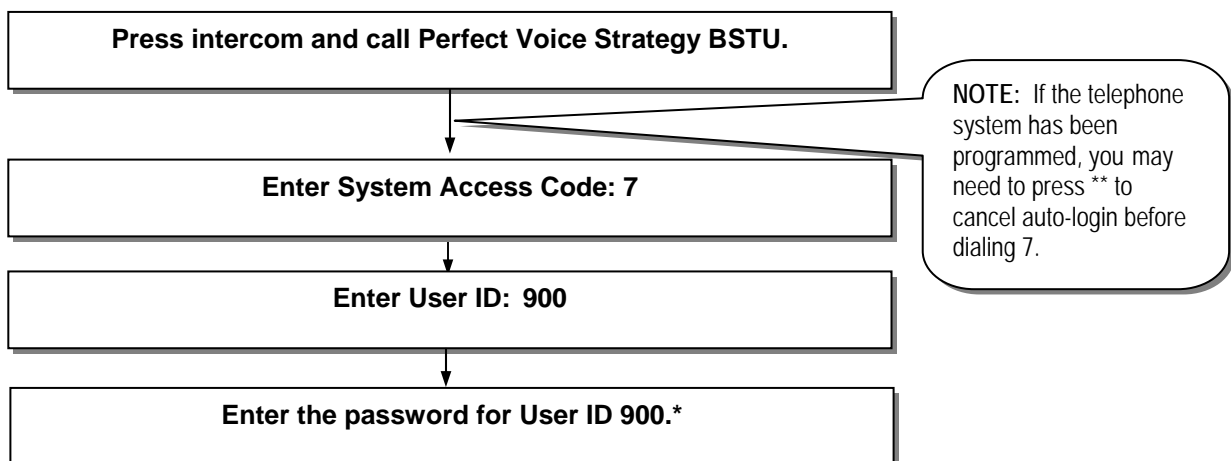 Press intercom and call Perfect Voice Strategy BSTU.
NOTE: If the telephone
system has been
programmed, you may
need to press ** to
cancel auto-login before
dialing 7.
Enter System Access Code: 7
Enter User ID: 900
Enter the password for User ID 900.*